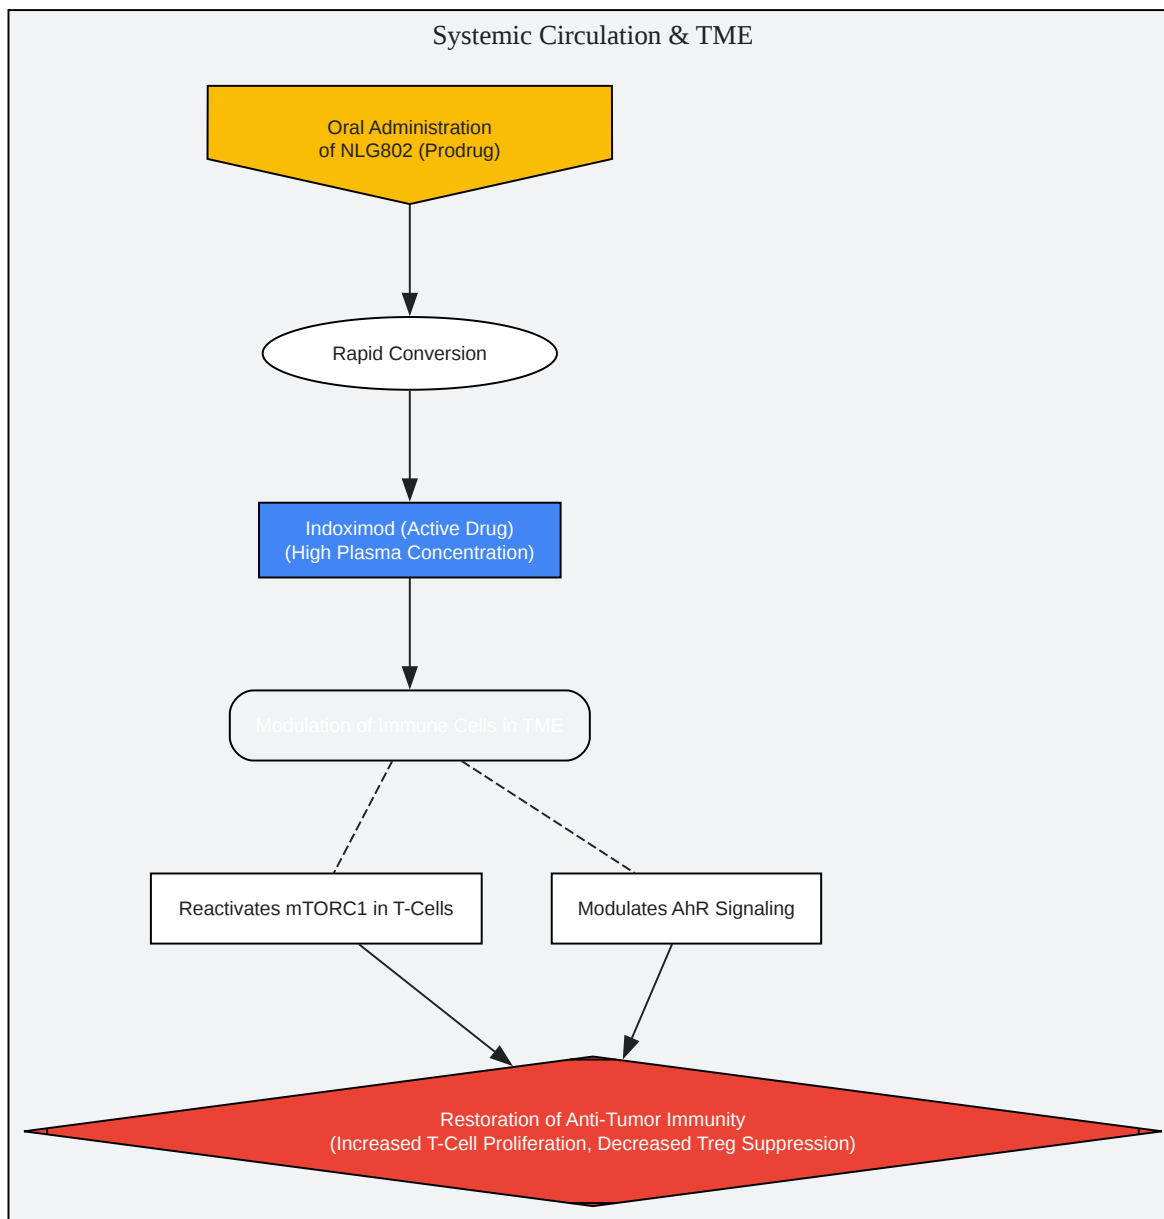 Systemic Circulation & TME
Oral Administration
of NLG802 (Prodrug)
Rapid Conversion
Indoximod (Active Drug)
(High Plasma Concentration)
Modulation of Immune Cells in TME
Reactivates mTORC1 in T-Cells
Modulates AhR Signaling
Restoration of Anti-Tumor Immunity
(Increased T-Cell Proliferation, Decreased Treg Suppression)